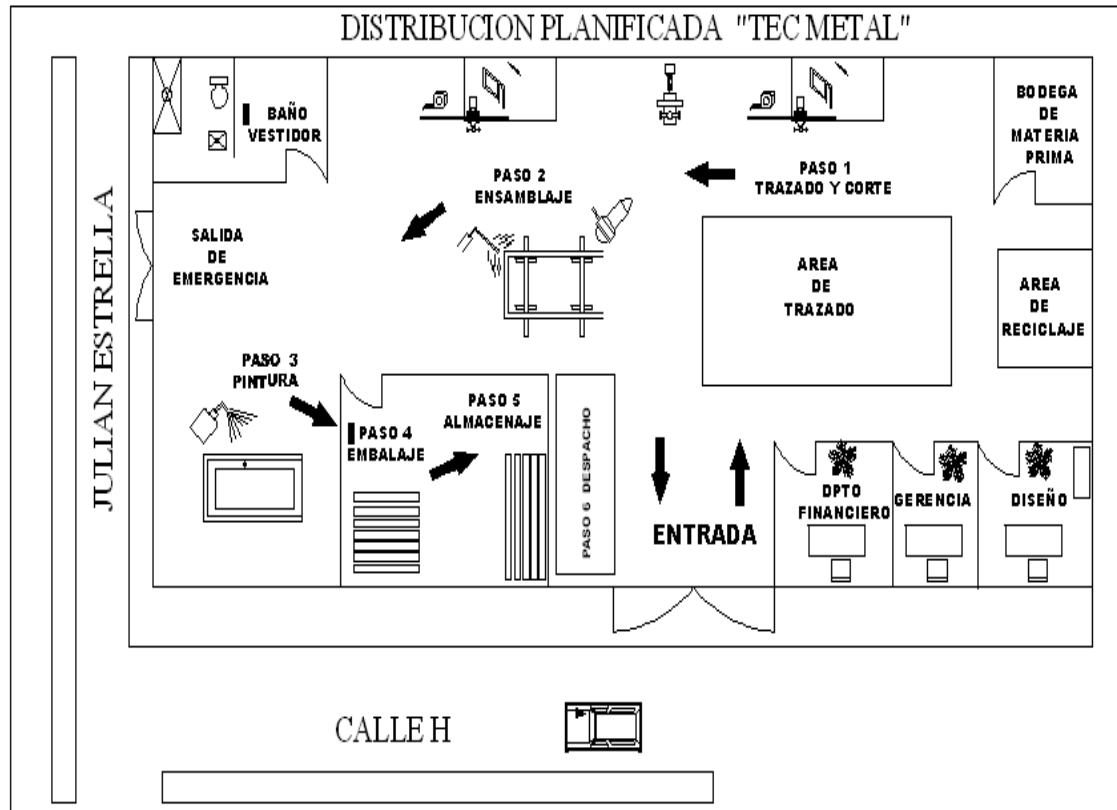 DISTRIBUCION PLANIFICADA "TEC METAL"
BAÑO
VESTIDOR
BODEGA
DE
MATERIA
PRIMA
PASO 2
ENSAMBLAJE
PASO 1
TRAZADO Y CORTE
SALIDA
DE
EMERGENCIA
AREA
DE
TRAZADO
AREA
DE
RECICLAJE
JULIAN ESTRELLA
PASO 3
PINTURA
PASO 4
EMBALAJE
PASO 5
ALMACENAJE
PASO 6 DESPACHO
ENTRADA
DPTO
FINANCIERO
GERENCIA
DISEÑO
CALLE H